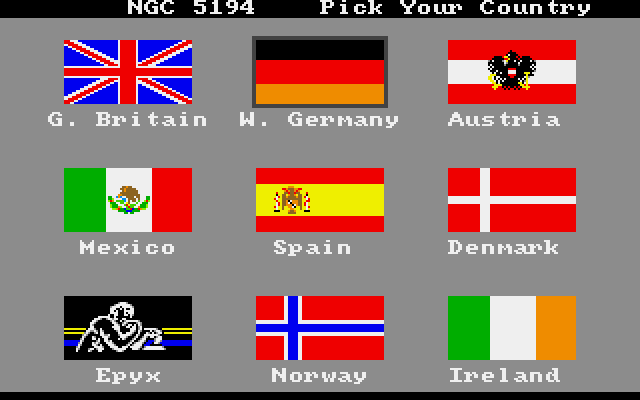 NGC 5194 Pick Your Country
G. Britain W. Germany Austria
Mexico Spain Denmark
Epyx Norway Ireland